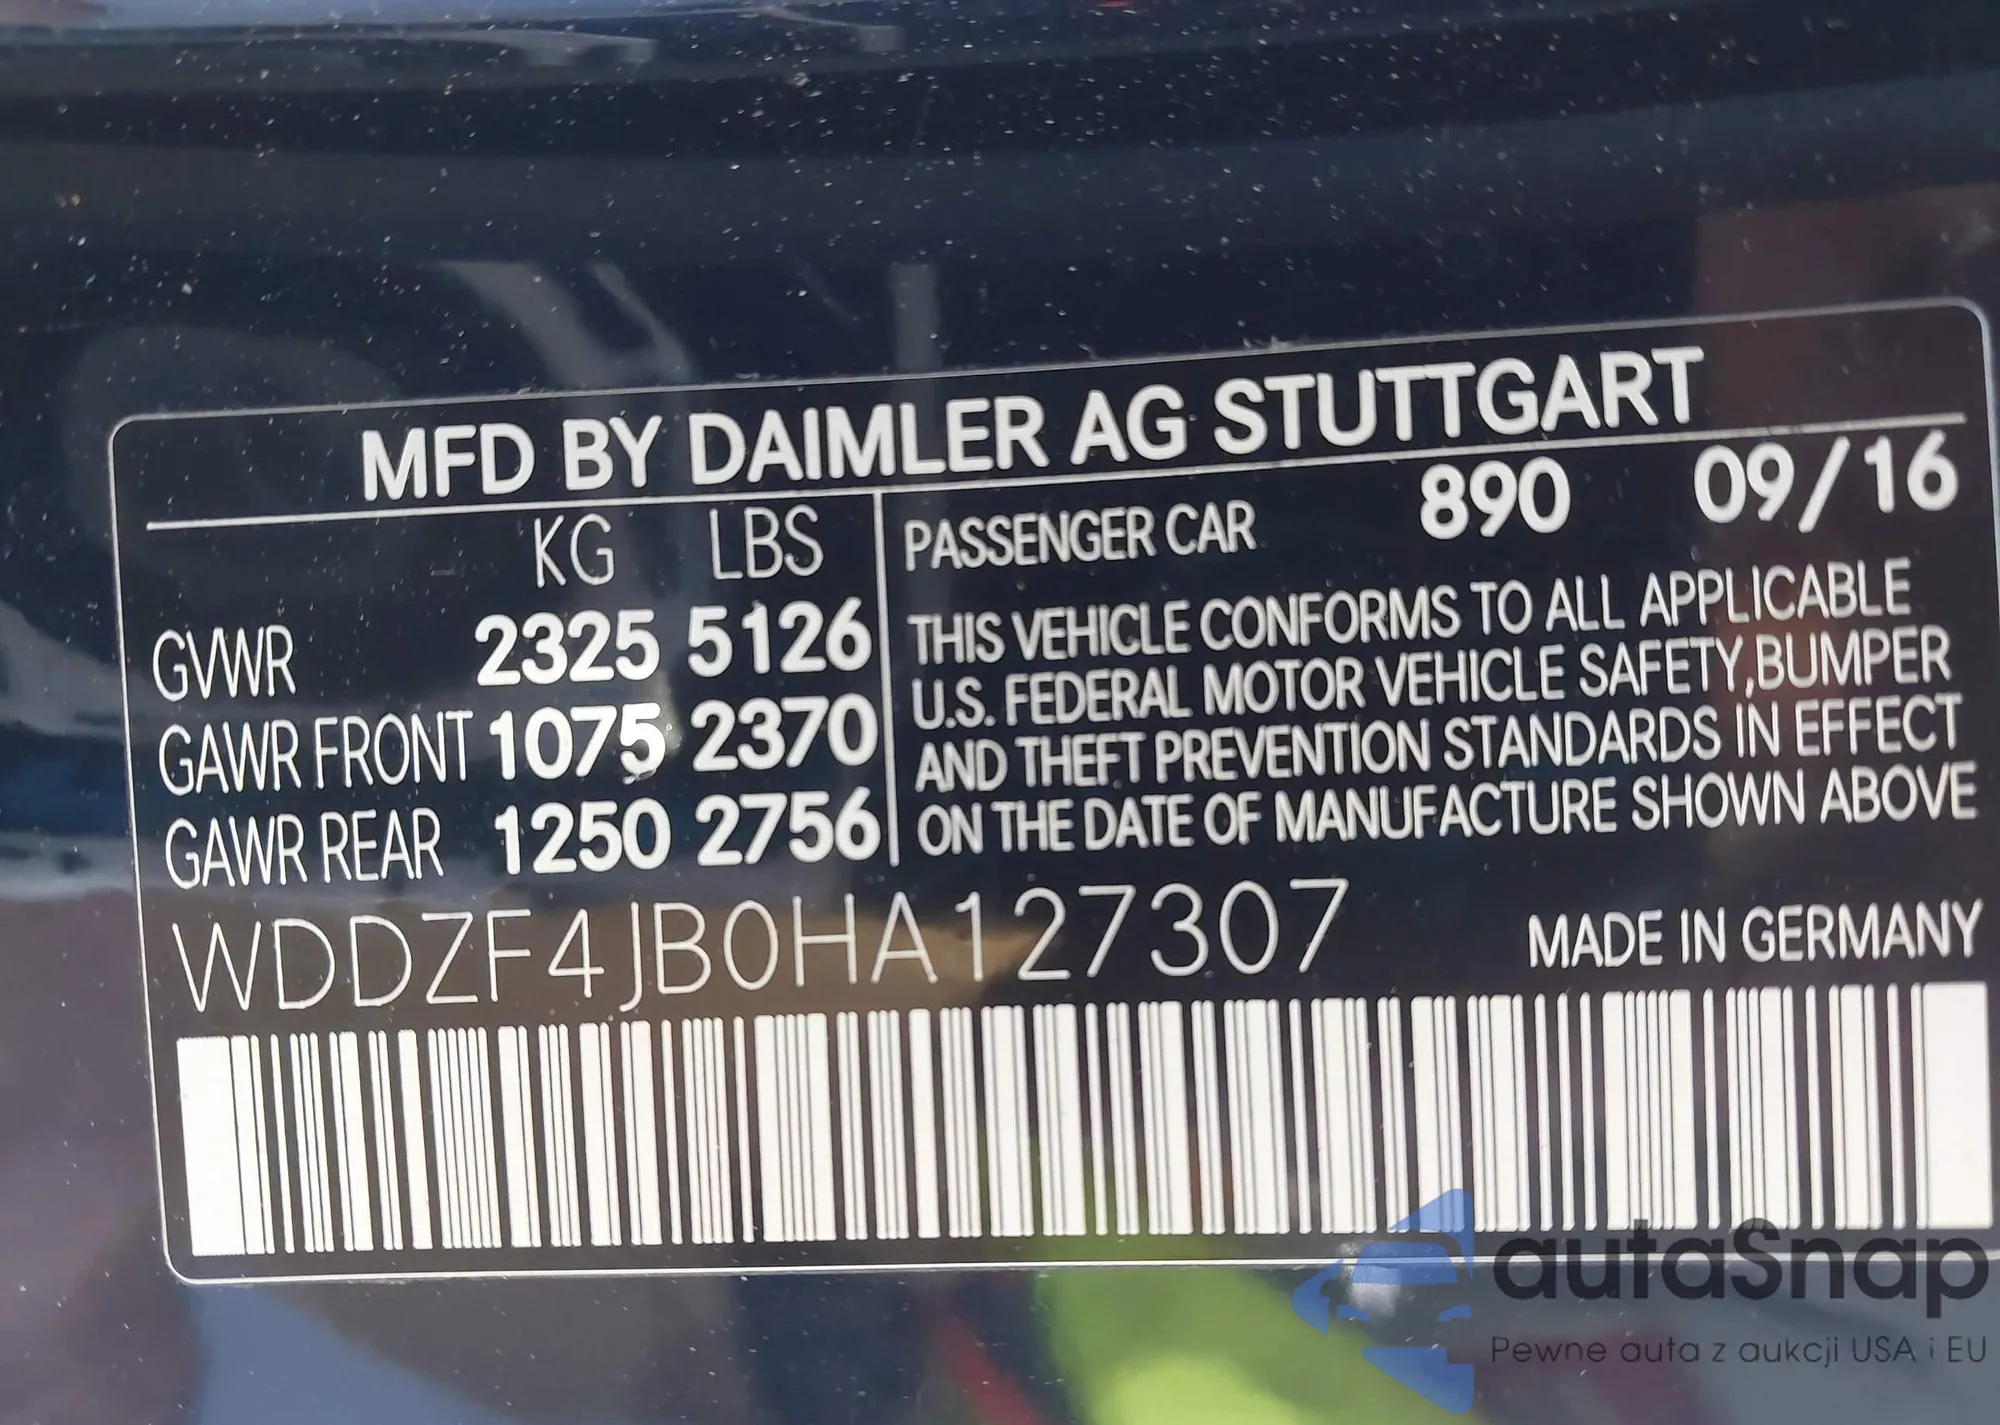 MFD BY DAIMLER AG STUTTGART
KG LBS
GVWR 2325 5126
GAWR FRONT 1075 2370
GAWR REAR 1250 2756
PASSENGER CAR 890 09/16
THIS VEHICLE CONFORMS TO ALL APPLICABLE
U.S. FEDERAL MOTOR VEHICLE SAFETY,BUMPER
AND THEFT PREVENTION STANDARDS IN EFFECT
ON THE DATE OF MANUFACTURE SHOWN ABOVE
WDDZF4JB0HA127307
MADE IN GERMANY
autaSnap
Pewne auta z aukcji USA i EU